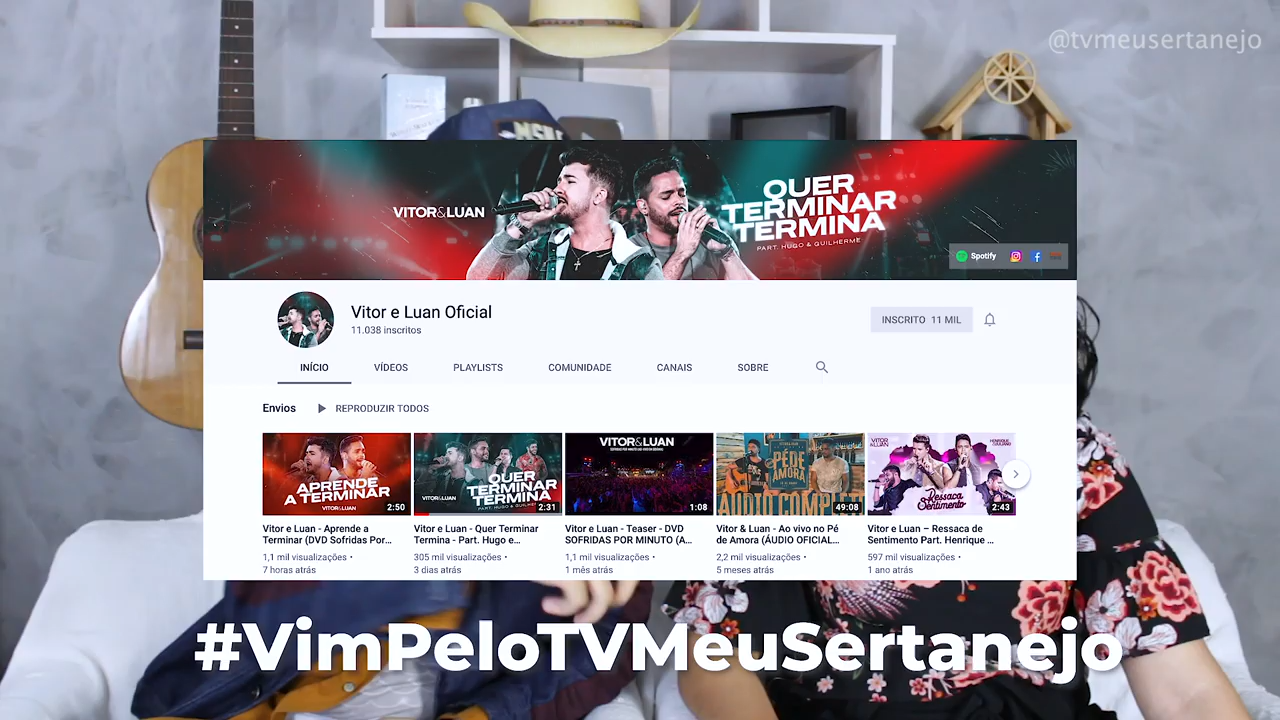 @tvmeusertanejo
VITOR&LUAN
QUER
TERMINAR
TERMINA
PART. HUGO & GUILHERME
Spotify
Vitor e Luan Oficial
11.038 inscritos
INSCRITO 11 MIL
INÍCIO VÍDEOS PLAYLISTS COMUNIDADE CANAIS SOBRE
Envios REPRODUZIR TODOS
APRENDE
A TERMINAR
VITOR&LUAN
2:50
VITOR&LUAN
QUER
TERMINAR
TERMINA
2:31
VITOR&LUAN
1:08
PÉ DE
AMORA
ÁUDIO COMPLET
49:08
Ressaca
Sentimento
2:43
Vitor e Luan - Aprende a
Terminar (DVD Sofridas Por...
1,1 mil visualizações •
7 horas atrás
Vitor e Luan - Quer Terminar
Termina - Part. Hugo e...
305 mil visualizações •
3 dias atrás
Vitor e Luan - Teaser - DVD
SOFRIDAS POR MINUTO (A...
1,1 mil visualizações •
1 mês atrás
Vitor & Luan - Ao vivo no Pé
de Amora (ÁUDIO OFICIAL...
2,2 mil visualizações •
5 meses atrás
Vitor e Luan – Ressaca de
Sentimento Part. Henrique ...
597 mil visualizações •
1 ano atrás
#VimPeloTVMeuSertanejo